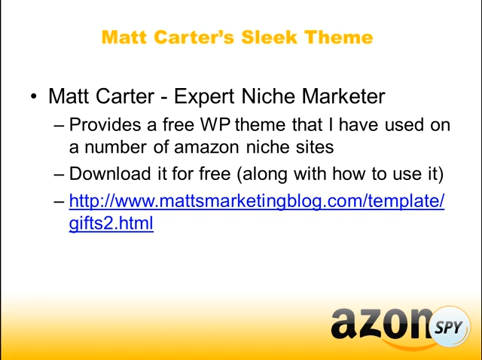 Matt Carter's Sleek Theme
• Matt Carter - Expert Niche Marketer
– Provides a free WP theme that I have used on
a number of amazon niche sites
– Download it for free (along with how to use it)
– http://www.mattsmarketingblog.com/template/
gifts2.html
azon SPY